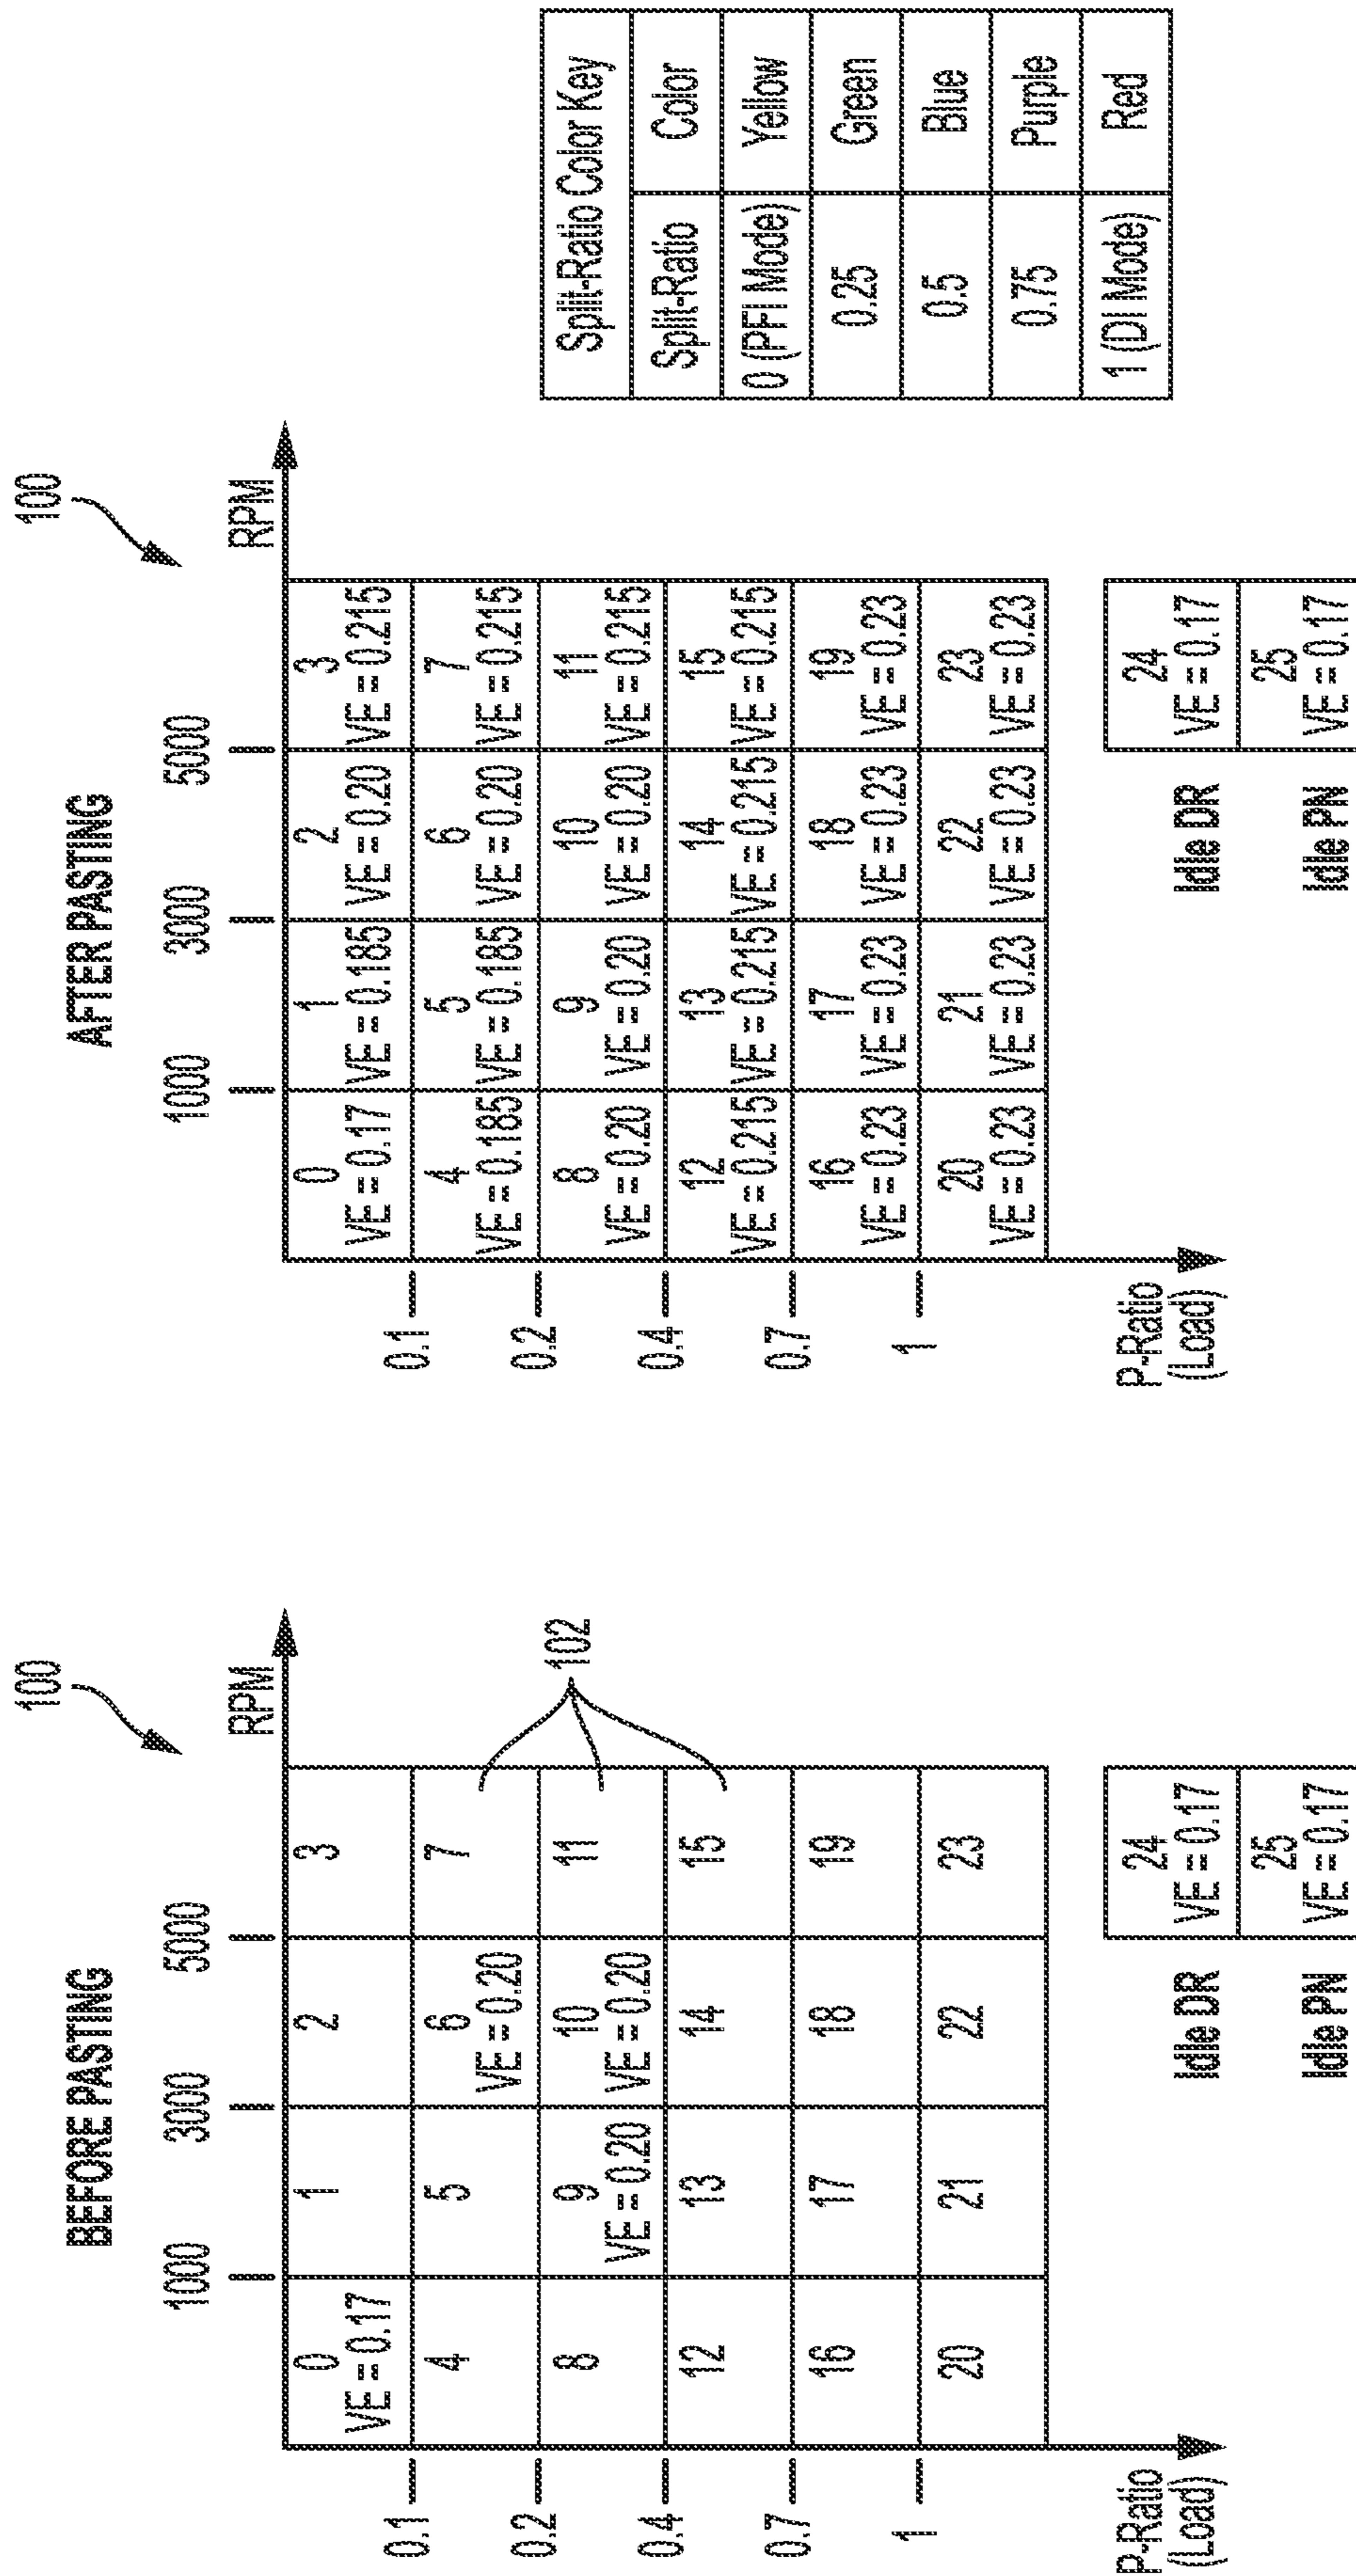 BEFORE PASTING
100
1000 3000 5000
RPM
0 1 2 3
VE = 0.17
0.1
4 5 6 7
VE = 0.20
0.2
102
8 9 10 11
VE = 0.20 VE = 0.20
0.4
12 13 14 15
0.7
16 17 18 19
1
20 21 22 23
P-Ratio
(Load)
Idle DR
24
VE = 0.17
Idle PN
25
VE = 0.17
AFTER PASTING
100
1000 3000 5000
RPM
0 1 2 3
VE = 0.17 VE = 0.185 VE = 0.20 VE = 0.215
0.1
4 5 6 7
VE = 0.185 VE = 0.185 VE = 0.20 VE = 0.215
0.2
8 9 10 11
VE = 0.20 VE = 0.20 VE = 0.20 VE = 0.215
0.4
12 13 14 15
VE = 0.215 VE = 0.215 VE = 0.215 VE = 0.215
0.7
16 17 18 19
VE = 0.23 VE = 0.23 VE = 0.23 VE = 0.23
1
20 21 22 23
VE = 0.23 VE = 0.23 VE = 0.23 VE = 0.23
P-Ratio
(Load)
Idle DR
24
VE = 0.17
Idle PN
25
VE = 0.17
Split-Ratio Color Key
Split-Ratio Color
0 (PFI Mode) Yellow
0.25 Green
0.5 Blue
0.75 Purple
1 (DI Mode) Red